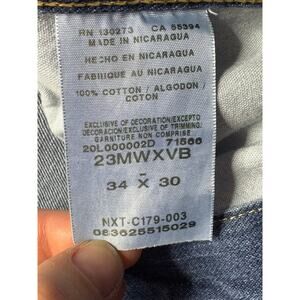 RN 130273 CA 55394
MADE IN NICARAGUA
HECHO EN NICARAGUA
FABRIQUÉ AU NICARAGUA
100% COTTON / ALGODON /
COTON
EXCLUSIVE OF DECORATION/EXCEPTO
DECORACION/EXCLUSIVE OF TRIMMING/
GARNITURE NON COMPRISE
20L000002D 71566
23MWXVB
-
34 X 30
NXT-C179-003
083625515029